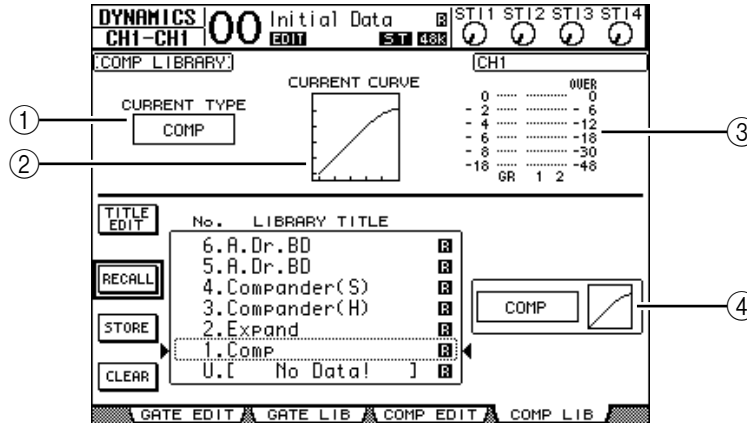 DYNAMICS
CH1-CH1
00
Initial Data R
EDIT S.T 48K
ST1 ST2 ST3 ST4
COMP LIBRARY
CH1
CURRENT TYPE
COMP
CURRENT CURVE
OVER
0 0
- 2 - 6
- 4 -12
- 6 -18
- 8 -30
-18 -48
GR 1 2
1
2
3
4
TITLE EDIT
RECALL
STORE
CLEAR
No. LIBRARY TITLE
6.A.Dr.BD R
5.A.Dr.BD R
4.Compander(S) R
3.Compander(H) R
2.Expand R
1.Comp R
U.[ No Data! ] R
COMP
GATE EDIT GATE LIB COMP EDIT COMP LIB